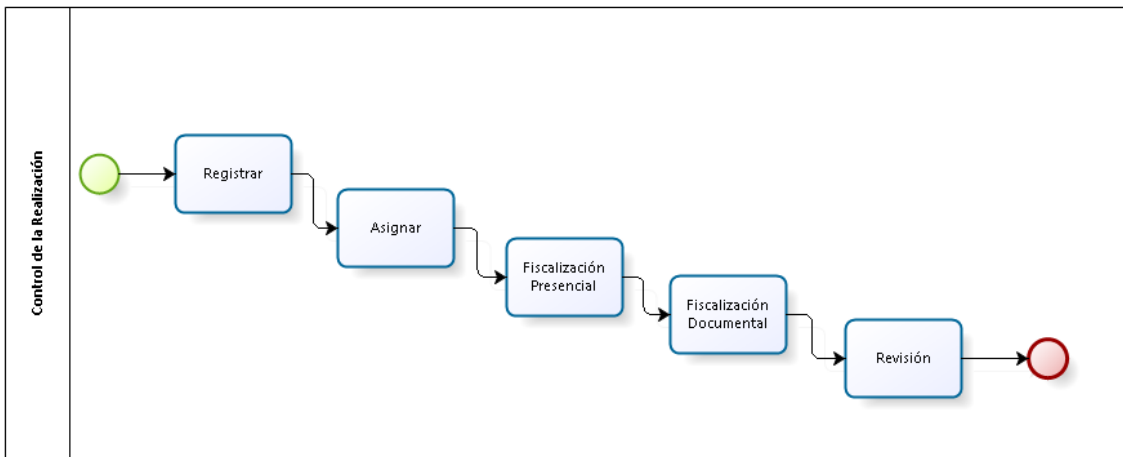 Control de la Realización
Registrar
Asignar
Fiscalización
Presencial
Fiscalización
Documental
Revisión